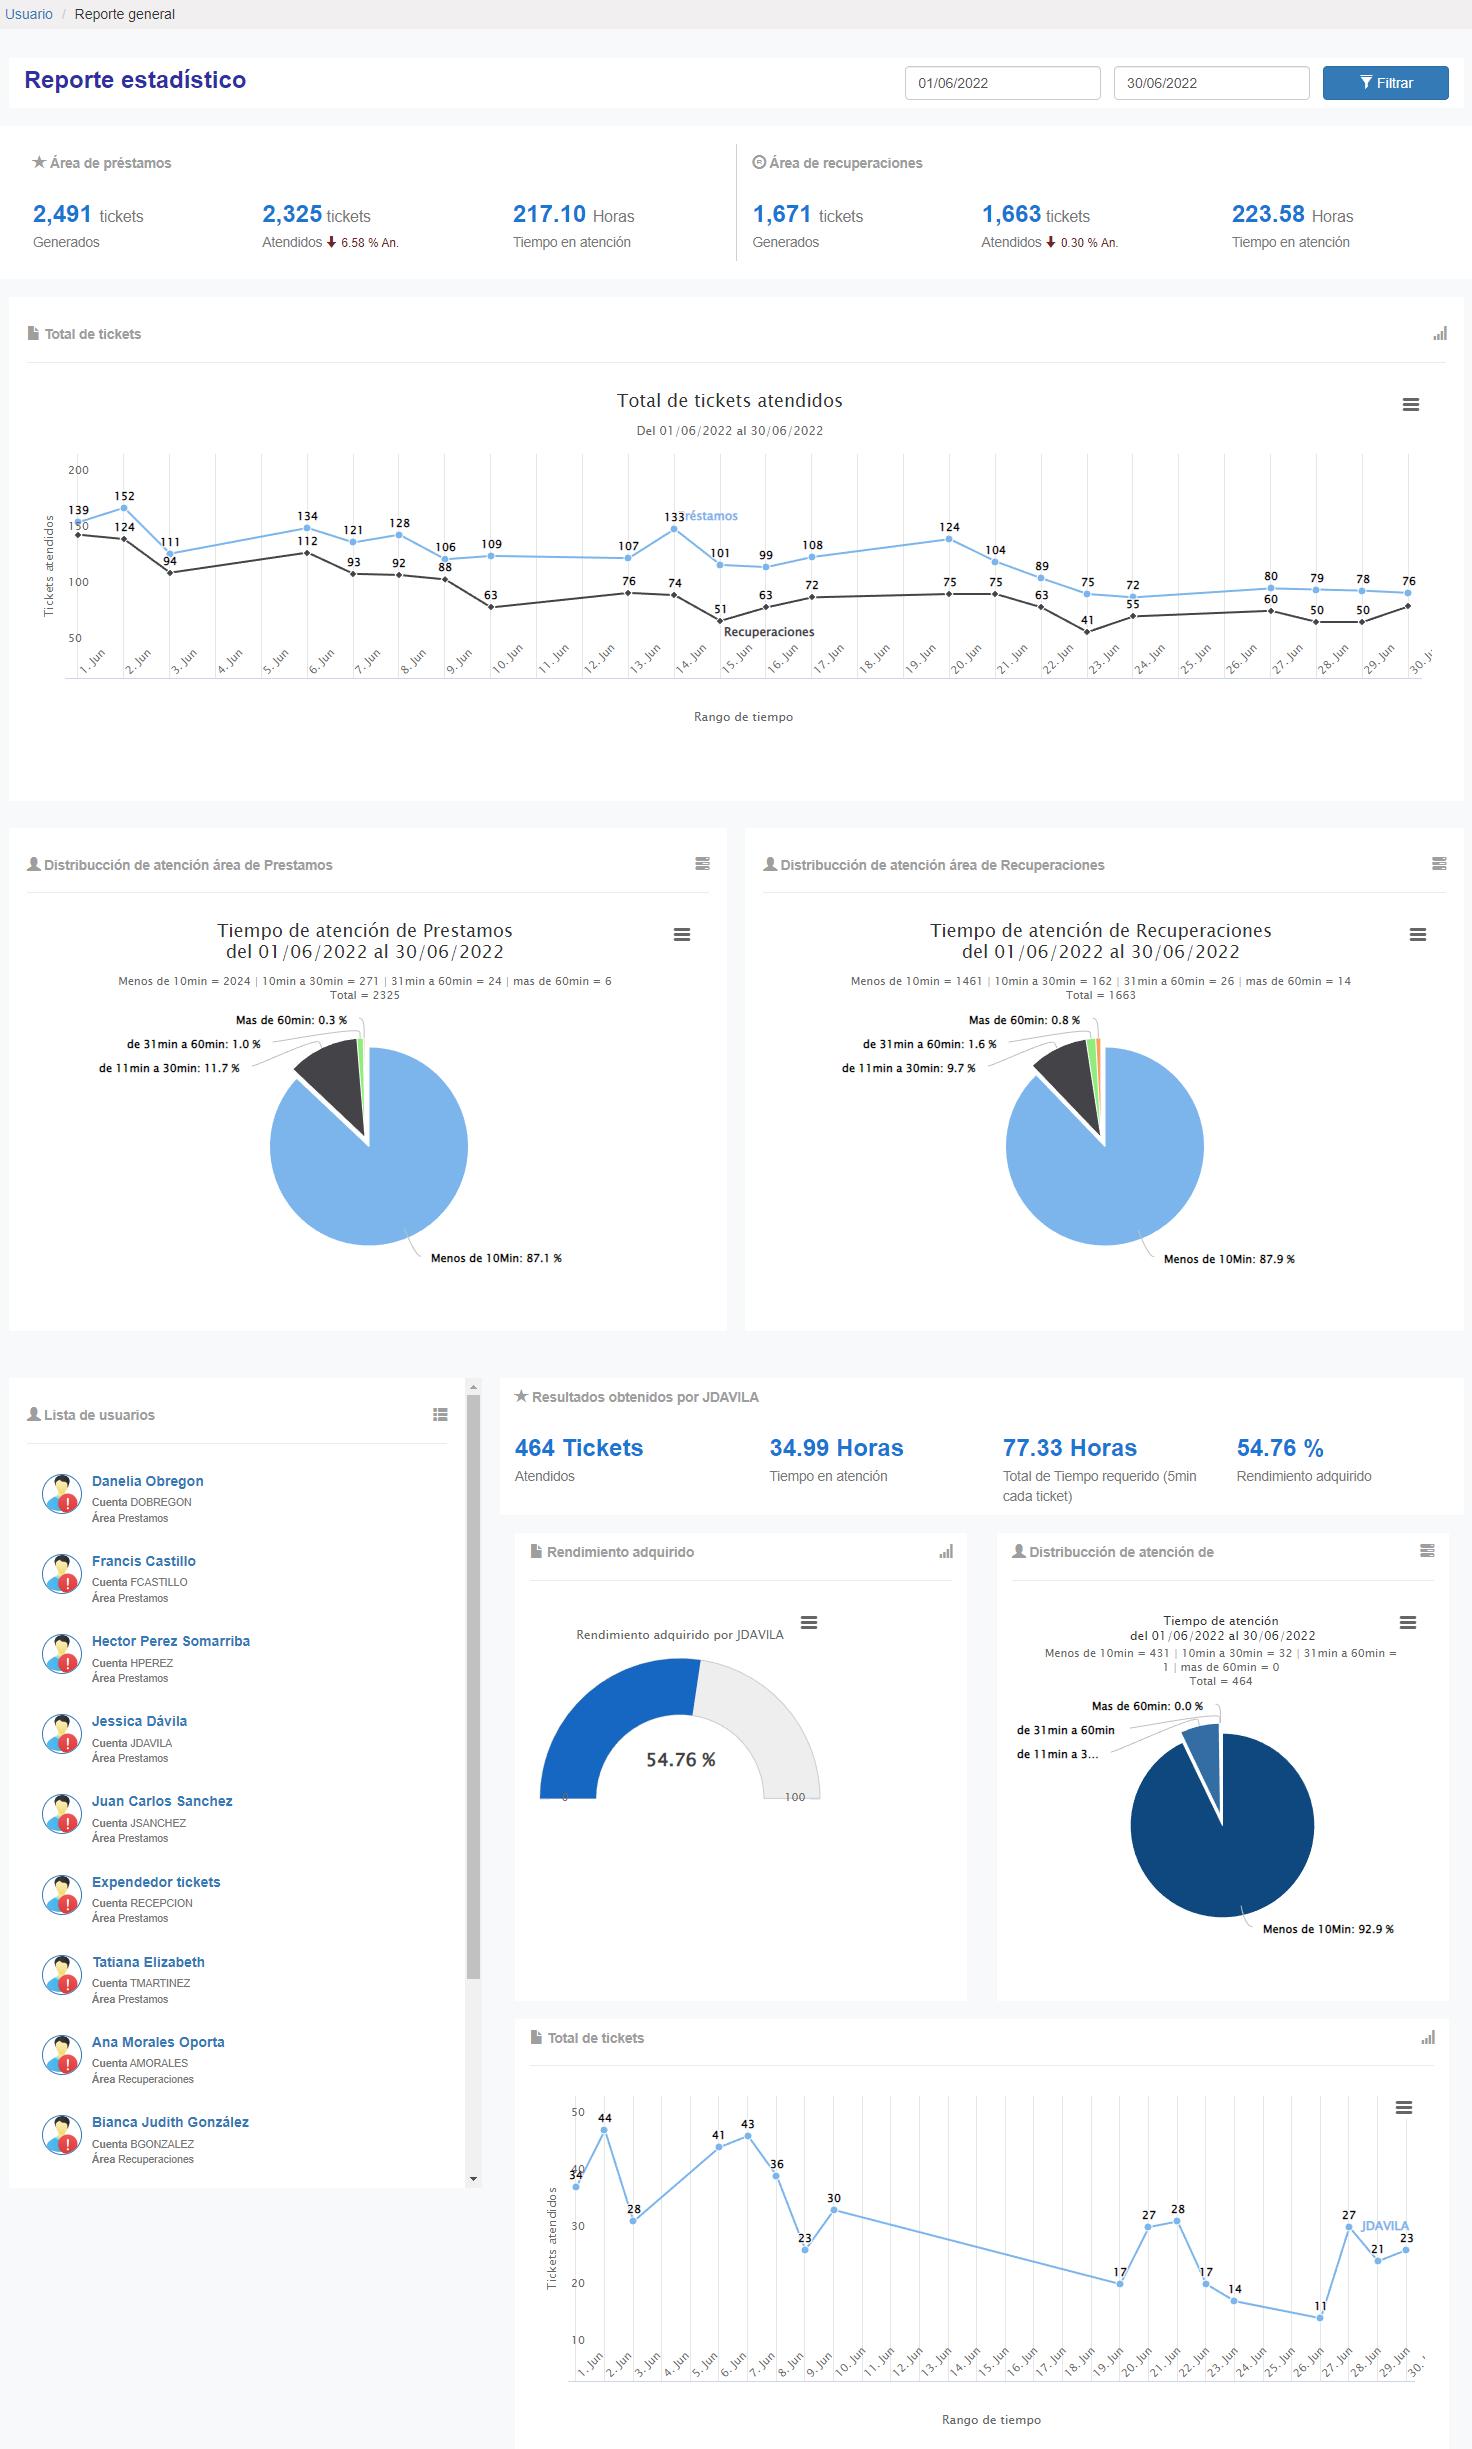 Usuario / Reporte general
Reporte estadístico
01/06/2022
30/06/2022
Filtrar
Área de préstamos
2,491 tickets
Generados
2,325 tickets
Atendidos 6.58 % An.
217.10 Horas
Tiempo en atención
Área de recuperaciones
1,671 tickets
Generados
1,663 tickets
Atendidos 0.30 % An.
223.58 Horas
Tiempo en atención
Total de tickets
Total de tickets atendidos
Del 01/06/2022 al 30/06/2022
Tickets atendidos
200
150
100
50
139 152 111 134 121 128 106 109 107 133 101 99 108 124 104 89 75 72 80 79 78 76
Préstamos
124 94 112 93 92 88 63 76 74 51 63 72 75 75 63 41 55 60 50 50
Recuperaciones
1. Jun 2. Jun 3. Jun 4. Jun 5. Jun 6. Jun 7. Jun 8. Jun 9. Jun 10. Jun 11. Jun 12. Jun 13. Jun 14. Jun 15. Jun 16. Jun 17. Jun 18. Jun 19. Jun 20. Jun 21. Jun 22. Jun 23. Jun 24. Jun 25. Jun 26. Jun 27. Jun 28. Jun 29. Jun 30. Ju
Rango de tiempo
Distribucción de atención área de Prestamos
Tiempo de atención de Prestamos
del 01/06/2022 al 30/06/2022
Menos de 10min = 2024 | 10min a 30min = 271 | 31min a 60min = 24 | mas de 60min = 6
Total = 2325
Mas de 60min: 0.3 %
de 31min a 60min: 1.0 %
de 11min a 30min: 11.7 %
Menos de 10Min: 87.1 %
Distribucción de atención área de Recuperaciones
Tiempo de atención de Recuperaciones
del 01/06/2022 al 30/06/2022
Menos de 10min = 1461 | 10min a 30min = 162 | 31min a 60min = 26 | mas de 60min = 14
Total = 1663
Mas de 60min: 0.8 %
de 31min a 60min: 1.6 %
de 11min a 30min: 9.7 %
Menos de 10Min: 87.9 %
Lista de usuarios
Danelia Obregon
Cuenta DOBREGON
Área Prestamos
Francis Castillo
Cuenta FCASTILLO
Área Prestamos
Hector Perez Somarriba
Cuenta HPEREZ
Área Prestamos
Jessica Dávila
Cuenta JDAVILA
Área Prestamos
Juan Carlos Sanchez
Cuenta JSANCHEZ
Área Prestamos
Expendedor tickets
Cuenta RECEPCION
Área Prestamos
Tatiana Elizabeth
Cuenta TMARTINEZ
Área Prestamos
Ana Morales Oporta
Cuenta AMORALES
Área Recuperaciones
Bianca Judith González
Cuenta BGONZALEZ
Área Recuperaciones
Resultados obtenidos por JDAVILA
464 Tickets
Atendidos
34.99 Horas
Tiempo en atención
77.33 Horas
Total de Tiempo requerido (5min
cada ticket)
54.76 %
Rendimiento adquirido
Rendimiento adquirido
Rendimiento adquirido por JDAVILA
54.76 %
0
100
Distribucción de atención de
Tiempo de atención
del 01/06/2022 al 30/06/2022
Menos de 10min = 431 | 10min a 30min = 32 | 31min a 60min =
1 | mas de 60min = 0
Total = 464
Mas de 60min: 0.0 %
de 31min a 60min
de 11min a 3...
Menos de 10Min: 92.9 %
Total de tickets
Tickets atendidos
50
40
30
20
10
34 44 28 41 43 36 23 30 17 27 28 17 14 11 27 21 23
JDAVILA
1. Jun 2. Jun 3. Jun 4. Jun 5. Jun 6. Jun 7. Jun 8. Jun 9. Jun 10. Jun 11. Jun 12. Jun 13. Jun 14. Jun 15. Jun 16. Jun 17. Jun 18. Jun 19. Jun 20. Jun 21. Jun 22. Jun 23. Jun 24. Jun 25. Jun 26. Jun 27. Jun 28. Jun 29. Jun 30.
Rango de tiempo